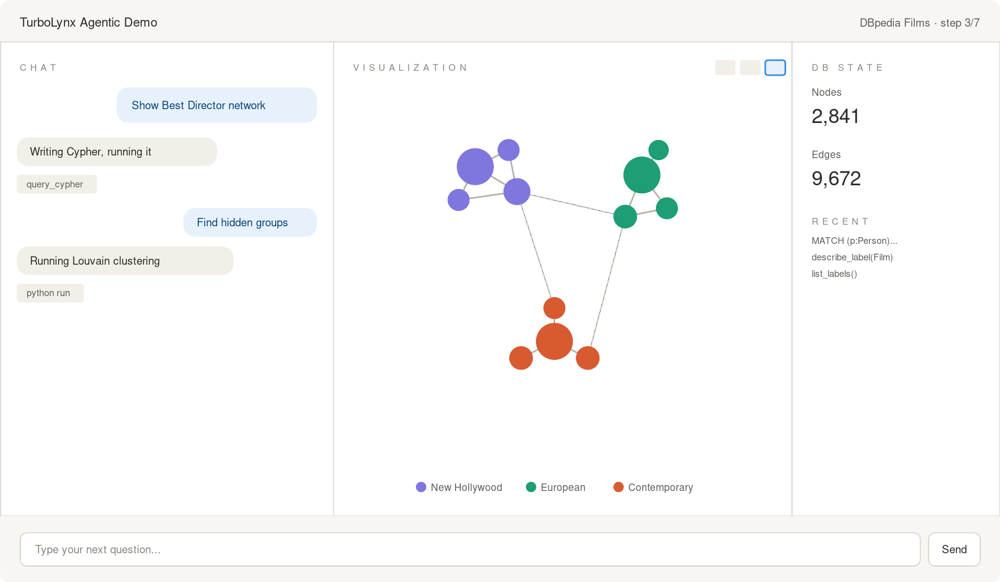 TurboLynx Agentic Demo
DBpedia Films · step 3/7
CHAT
Show Best Director network
Writing Cypher, running it
query_cypher
Find hidden groups
Running Louvain clustering
python run
VISUALIZATION
New Hollywood
European
Contemporary
DB STATE
Nodes
2,841
Edges
9,672
RECENT
MATCH (p:Person)...
describe_label(Film)
list_labels()
Type your next question...
Send